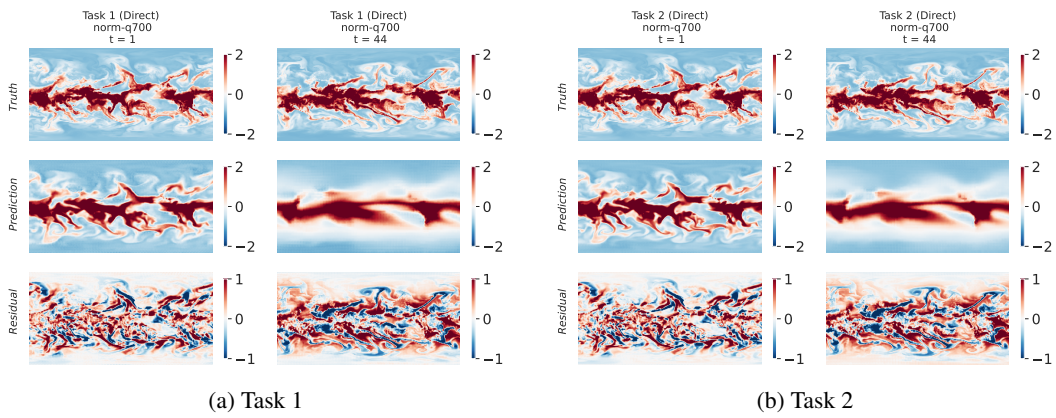 Task 1 (Direct)
norm-q700
t = 1
Task 1 (Direct)
norm-q700
t = 44
Truth
2
0
−2
2
0
−2
Prediction
2
0
−2
2
0
−2
Residual
1
0
−1
1
0
−1
(a) Task 1
Task 2 (Direct)
norm-q700
t = 1
Task 2 (Direct)
norm-q700
t = 44
Truth
2
0
−2
2
0
−2
Prediction
2
0
−2
2
0
−2
Residual
1
0
−1
1
0
−1
(b) Task 2